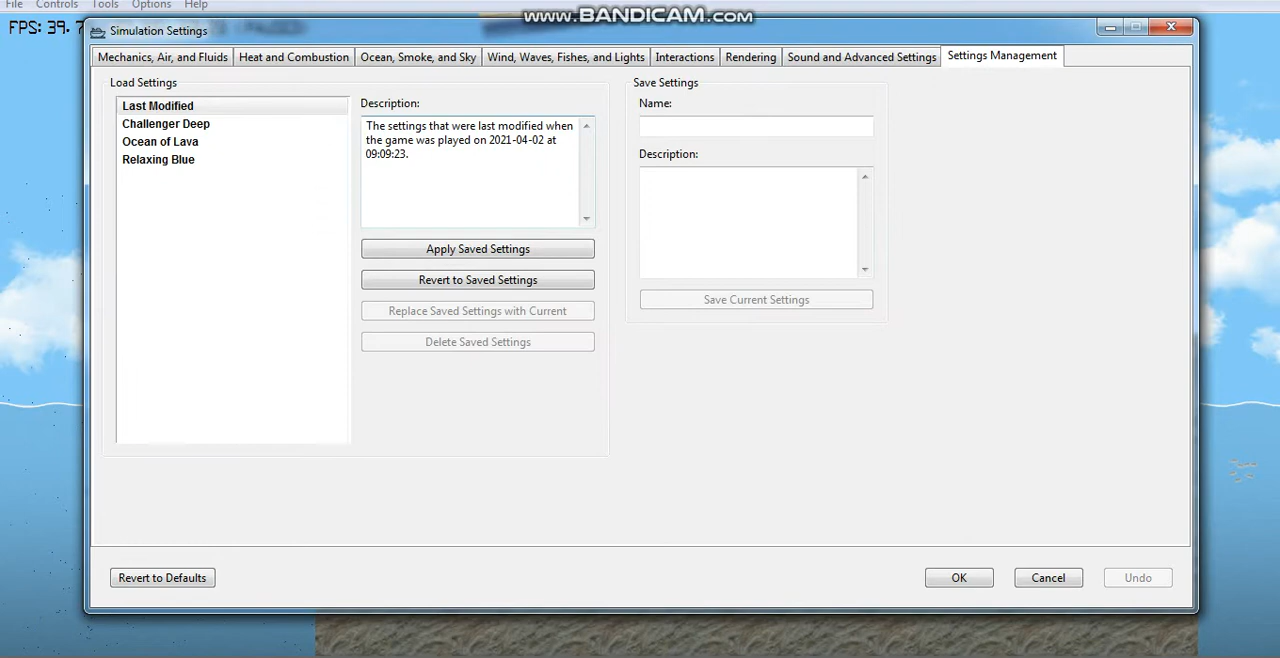 File Controls Tools Options Help
www.BANDICAM.com
FPS: 39.
Simulation Settings
Mechanics, Air, and Fluids Heat and Combustion Ocean, Smoke, and Sky Wind, Waves, Fishes, and Lights Interactions Rendering Sound and Advanced Settings Settings Management
Load Settings
Last Modified
Challenger Deep
Ocean of Lava
Relaxing Blue
Description:
The settings that were last modified when
the game was played on 2021-04-02 at
09:09:23.
Apply Saved Settings
Revert to Saved Settings
Replace Saved Settings with Current
Delete Saved Settings
Save Settings
Name:
Description:
Save Current Settings
Revert to Defaults
OK
Cancel
Undo